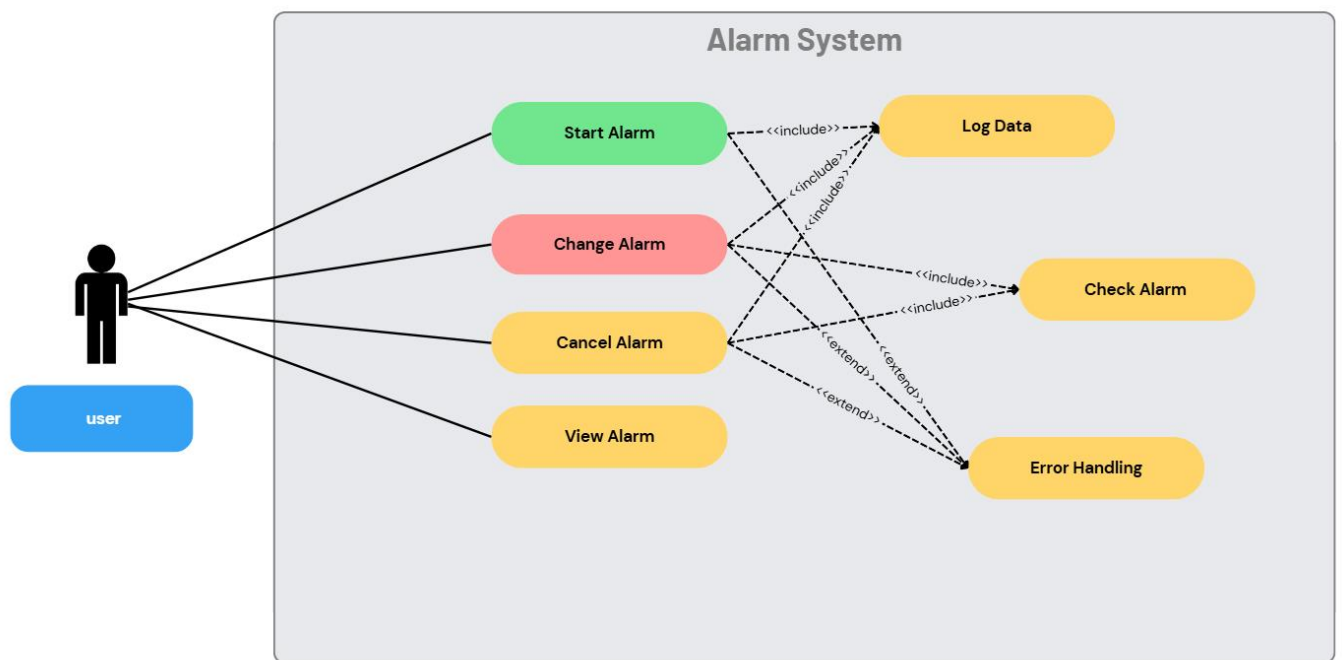 Alarm System
Start Alarm
<<include>>
Log Data
<<include>>
<<include>>
Change Alarm
<<include>>
Check Alarm
<<include>>
Cancel Alarm
<<extend>>
<<extend>>
<<extend>>
user
View Alarm
Error Handling